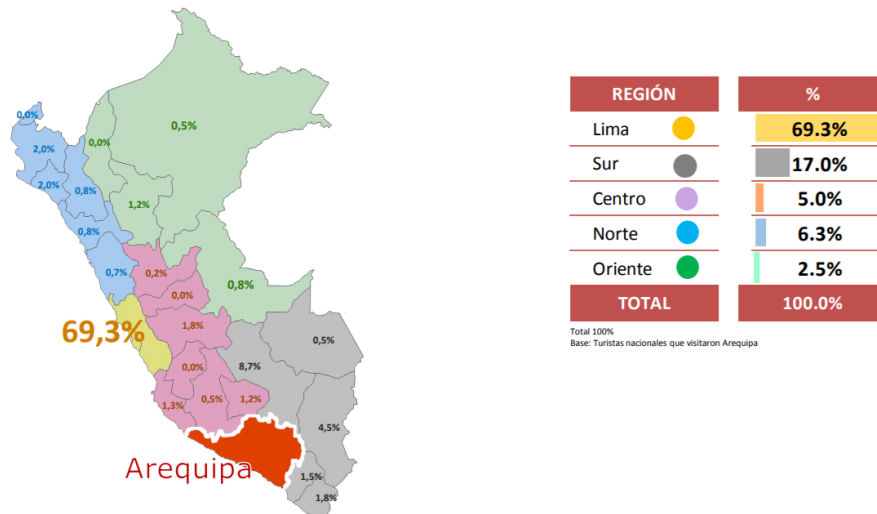 0,0%
0,5%
0,0%
2,0%
2,0%
0,8%
1,2%
0,8%
0,7%
0,2%
0,8%
0,0%
69,3%
1,8%
0,5%
0,0%
8,7%
1,3%
0,5%
1,2%
4,5%
Arequipa
1,5%
1,8%
REGIÓN %
Lima 69.3%
Sur 17.0%
Centro 5.0%
Norte 6.3%
Oriente 2.5%
TOTAL 100.0%
Total 100%
Base: Turistas nacionales que visitaron Arequipa